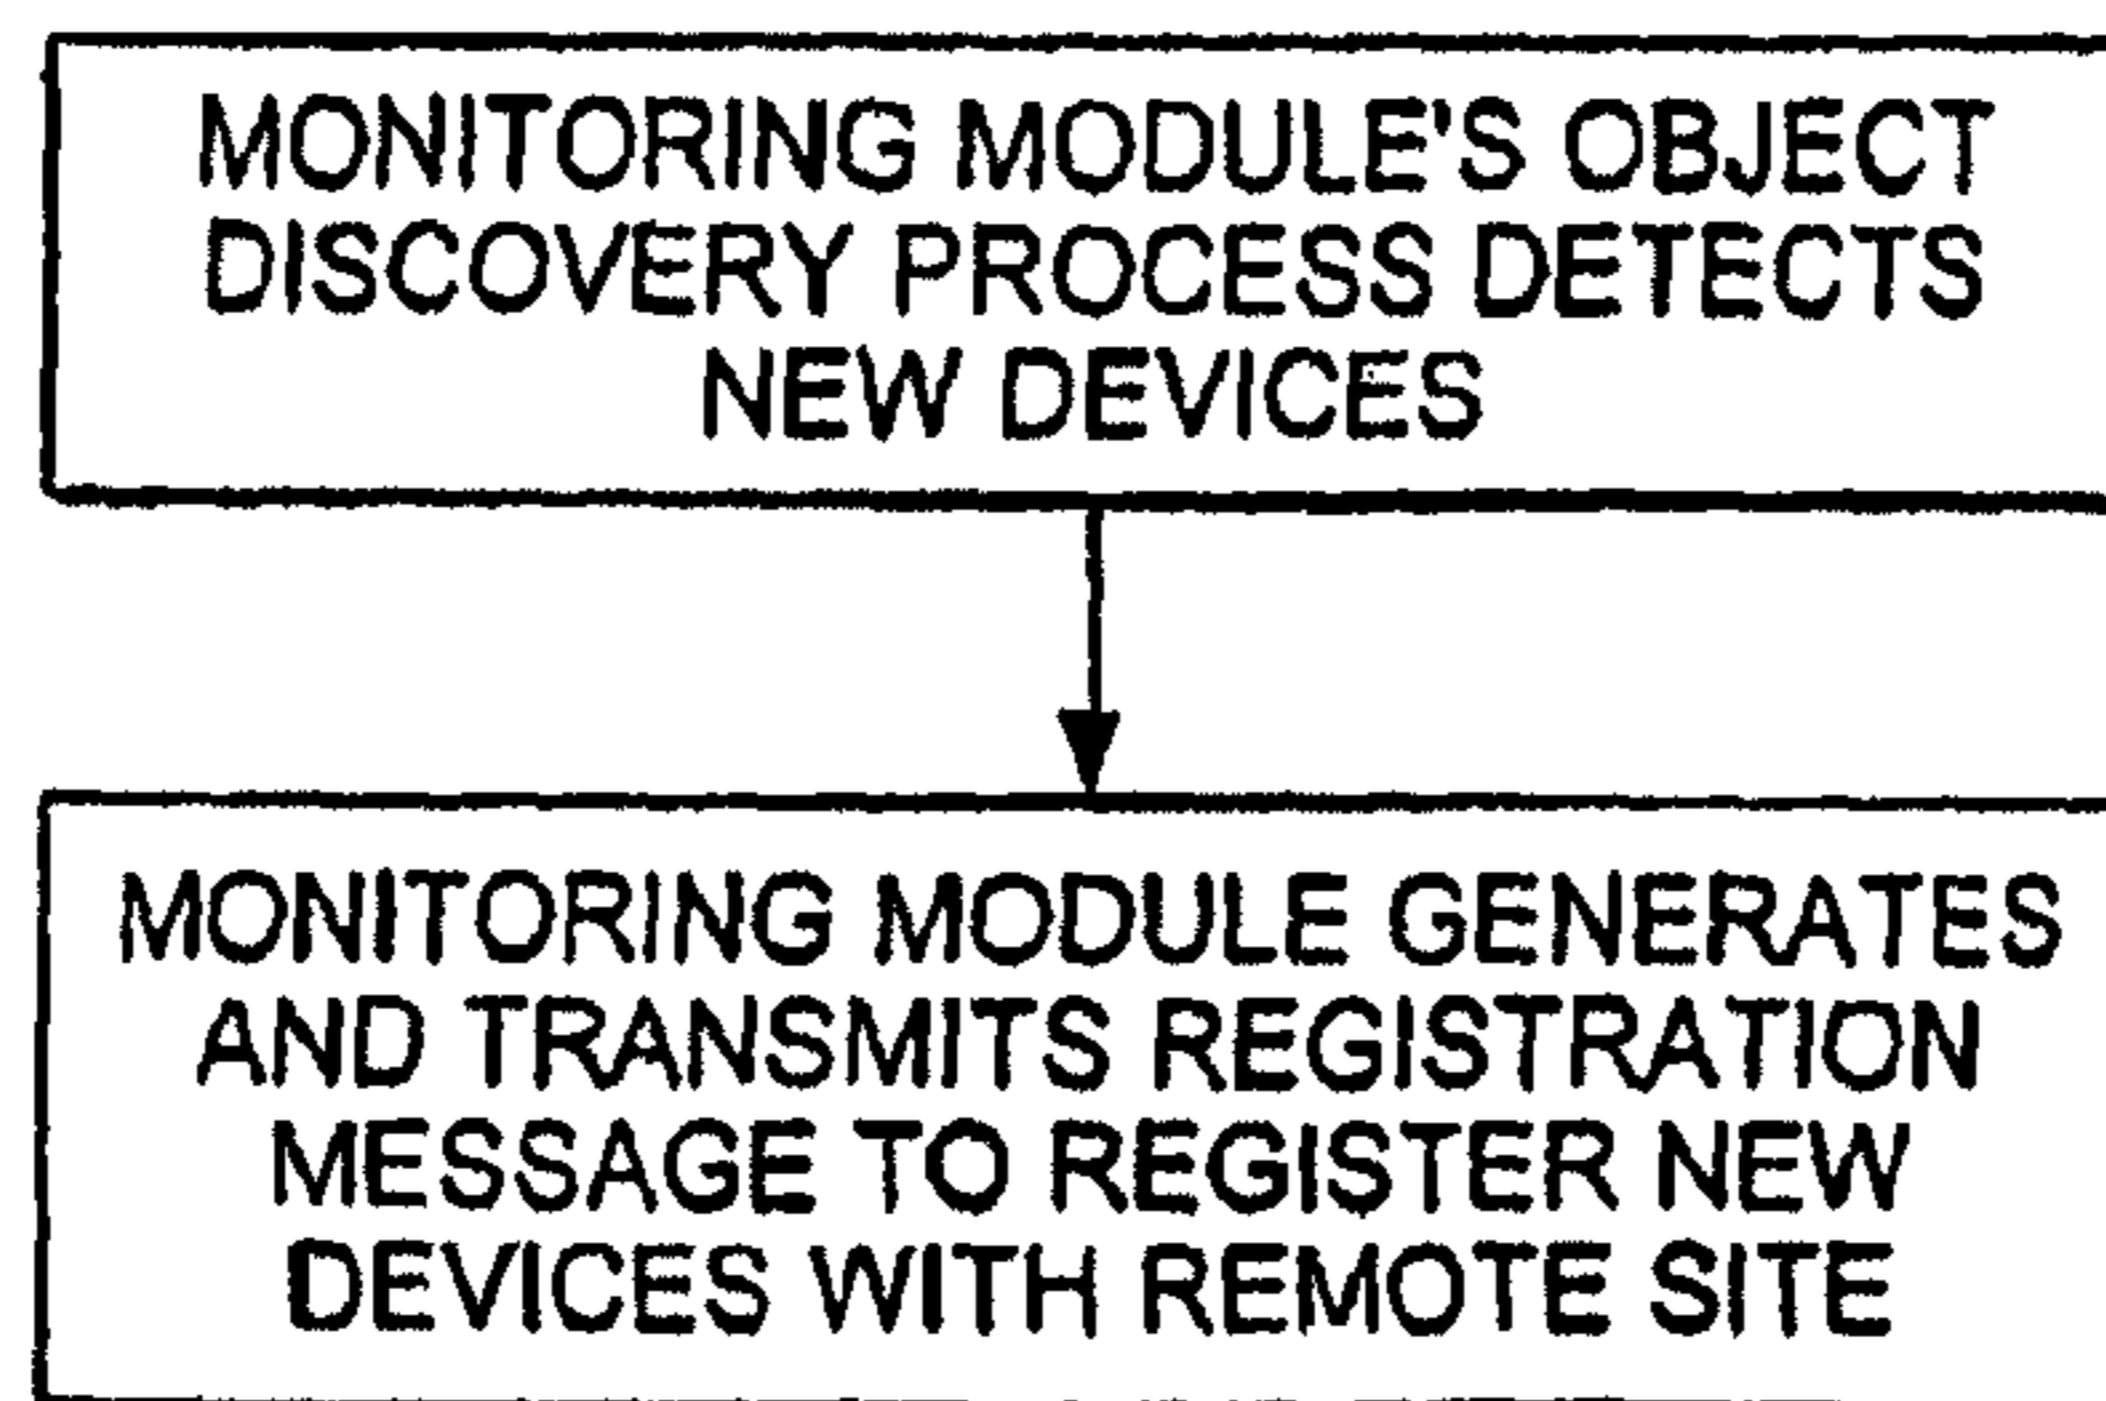 MONITORING MODULE'S OBJECT
DISCOVERY PROCESS DETECTS
NEW DEVICES
MONITORING MODULE GENERATES
AND TRANSMITS REGISTRATION
MESSAGE TO REGISTER NEW
DEVICES WITH REMOTE SITE